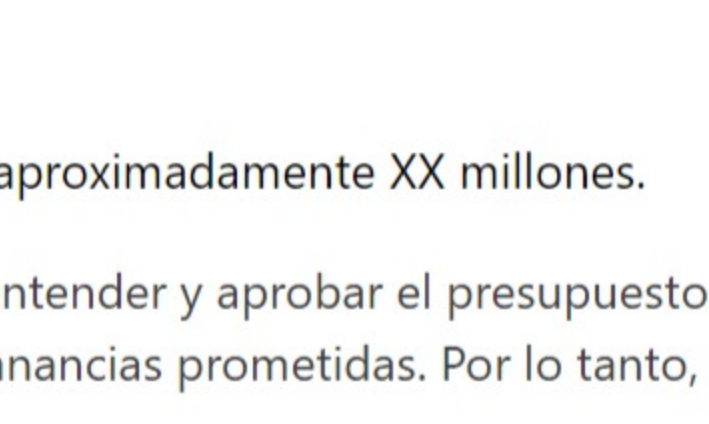 aproximadamente XX millones.
ntender y aprobar el presupuesto
nancias prometidas. Por lo tanto,